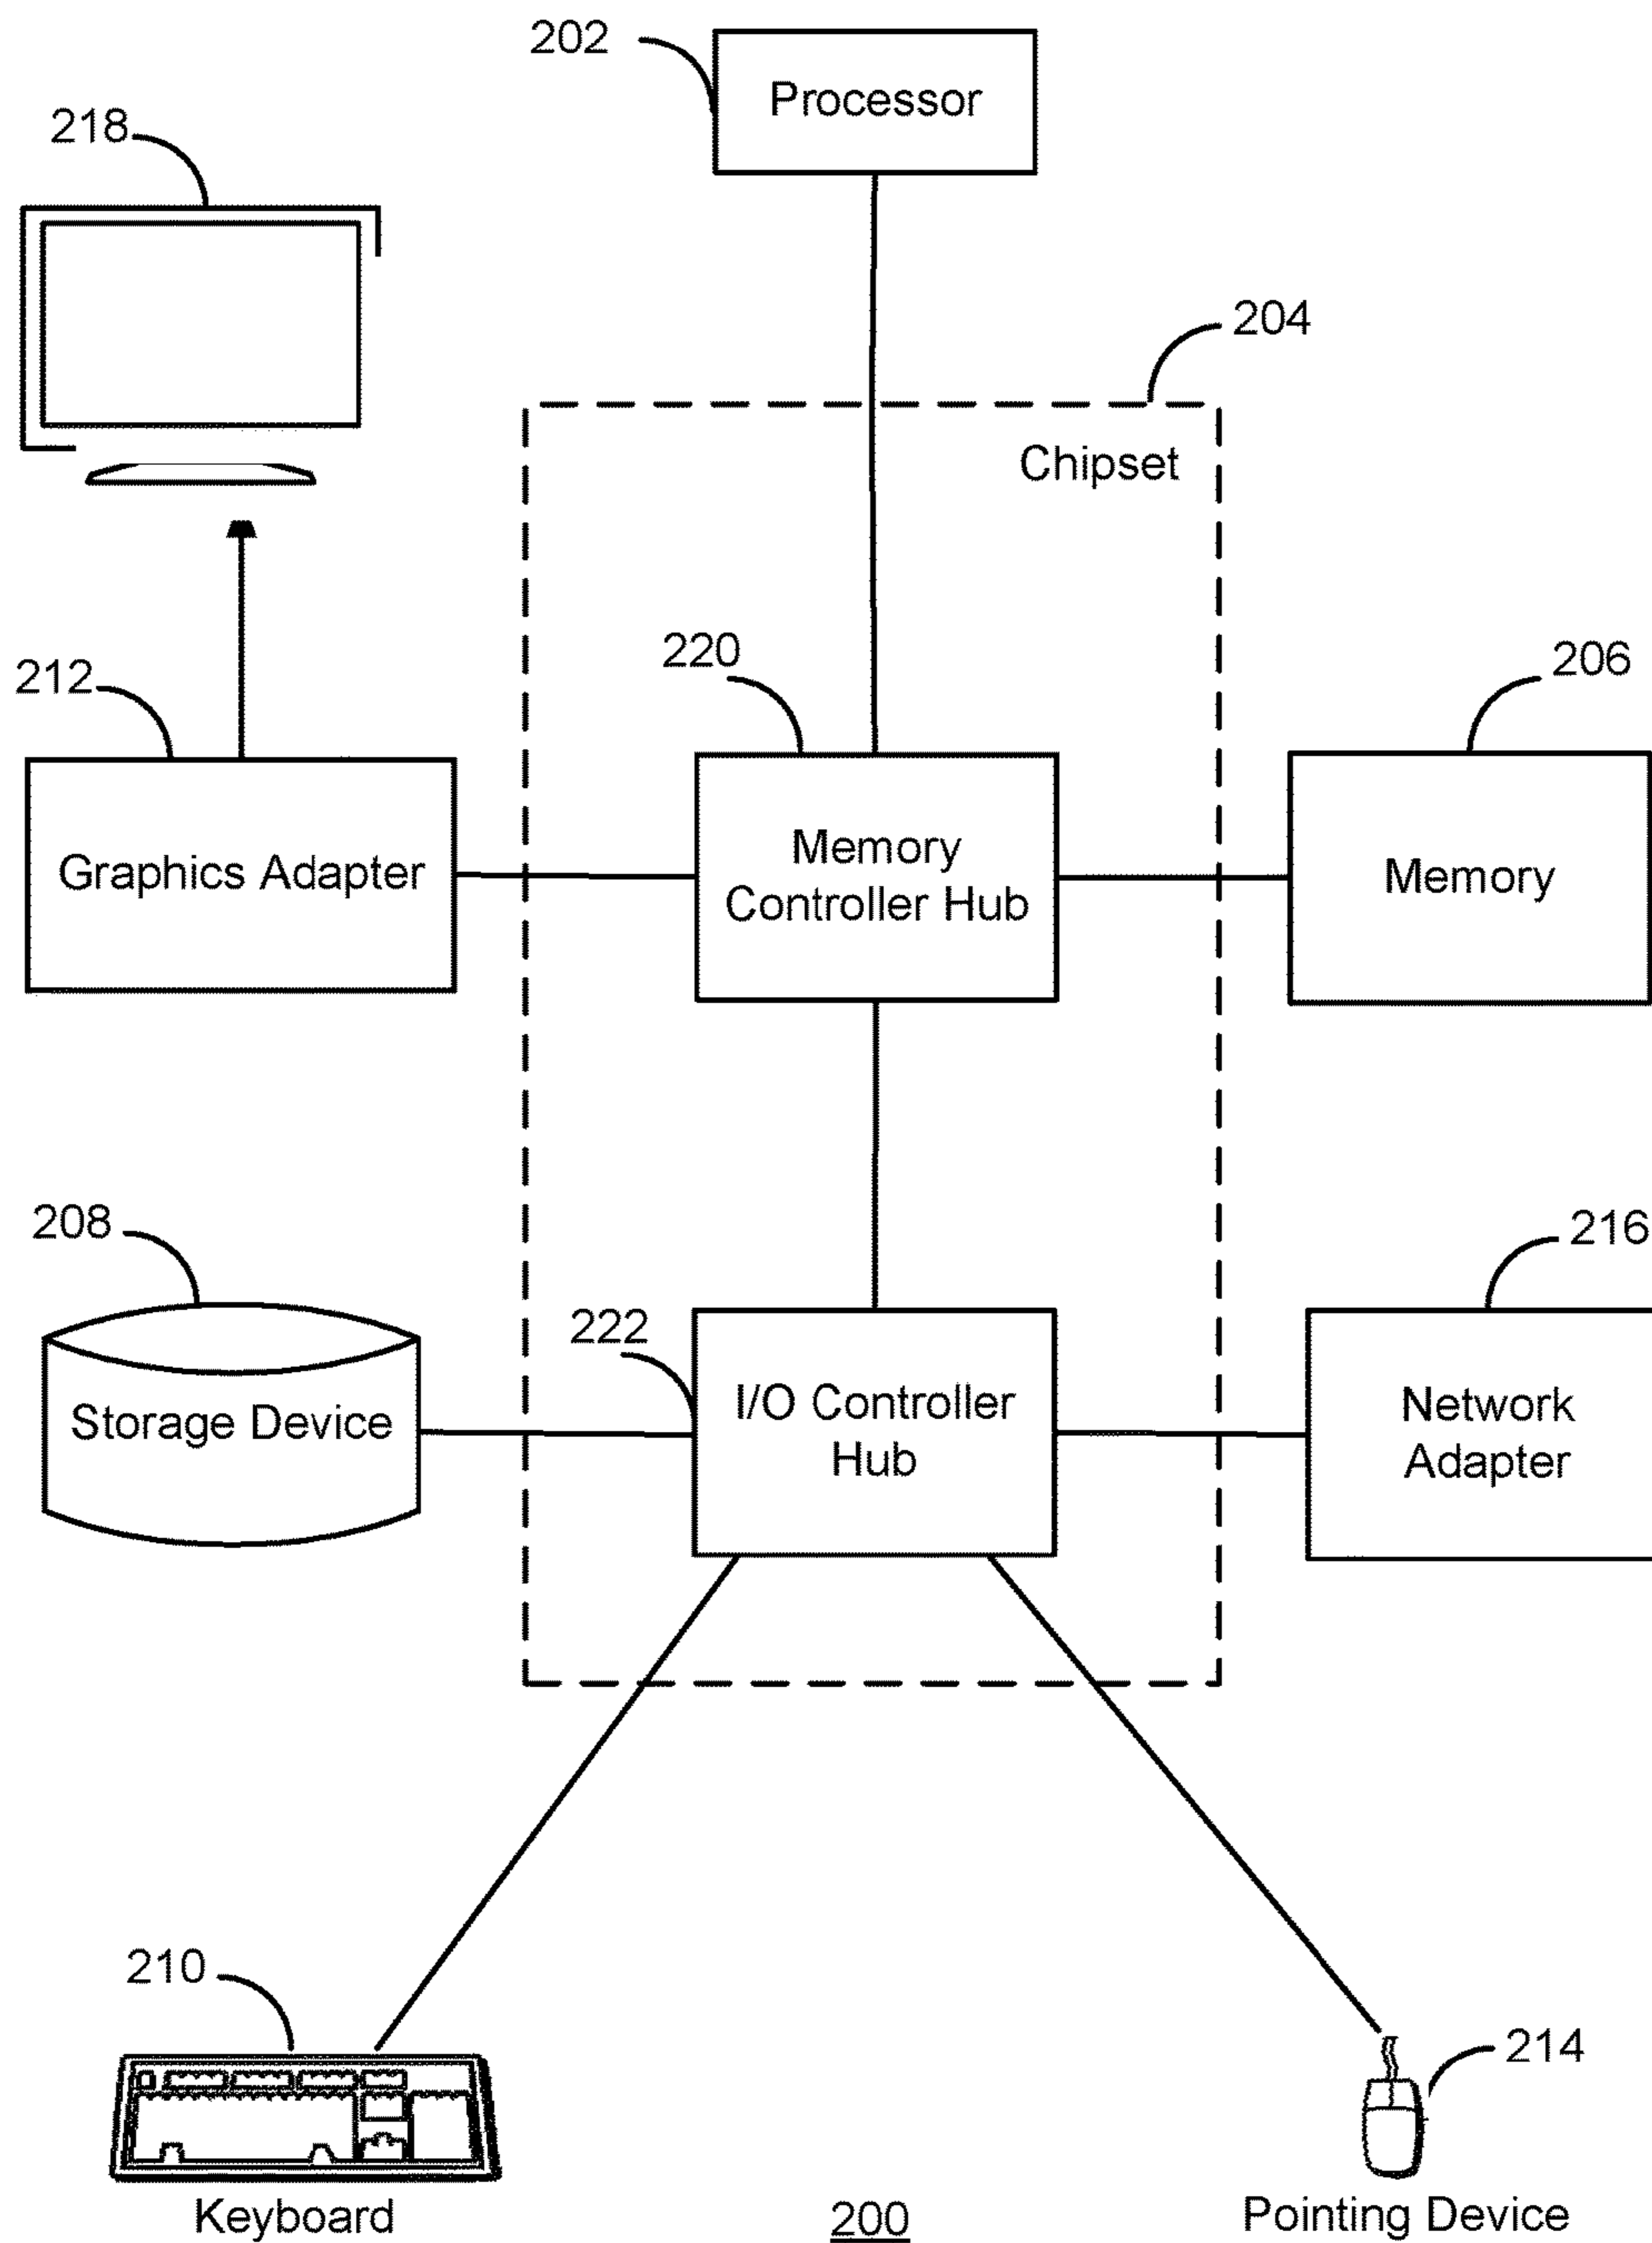 202
Processor
218
204
Chipset
220
206
212
Memory
Controller Hub
Graphics Adapter
Memory
208
216
222
I/O Controller
Hub
Storage Device
Network
Adapter
210
214
Keyboard
200
Pointing Device